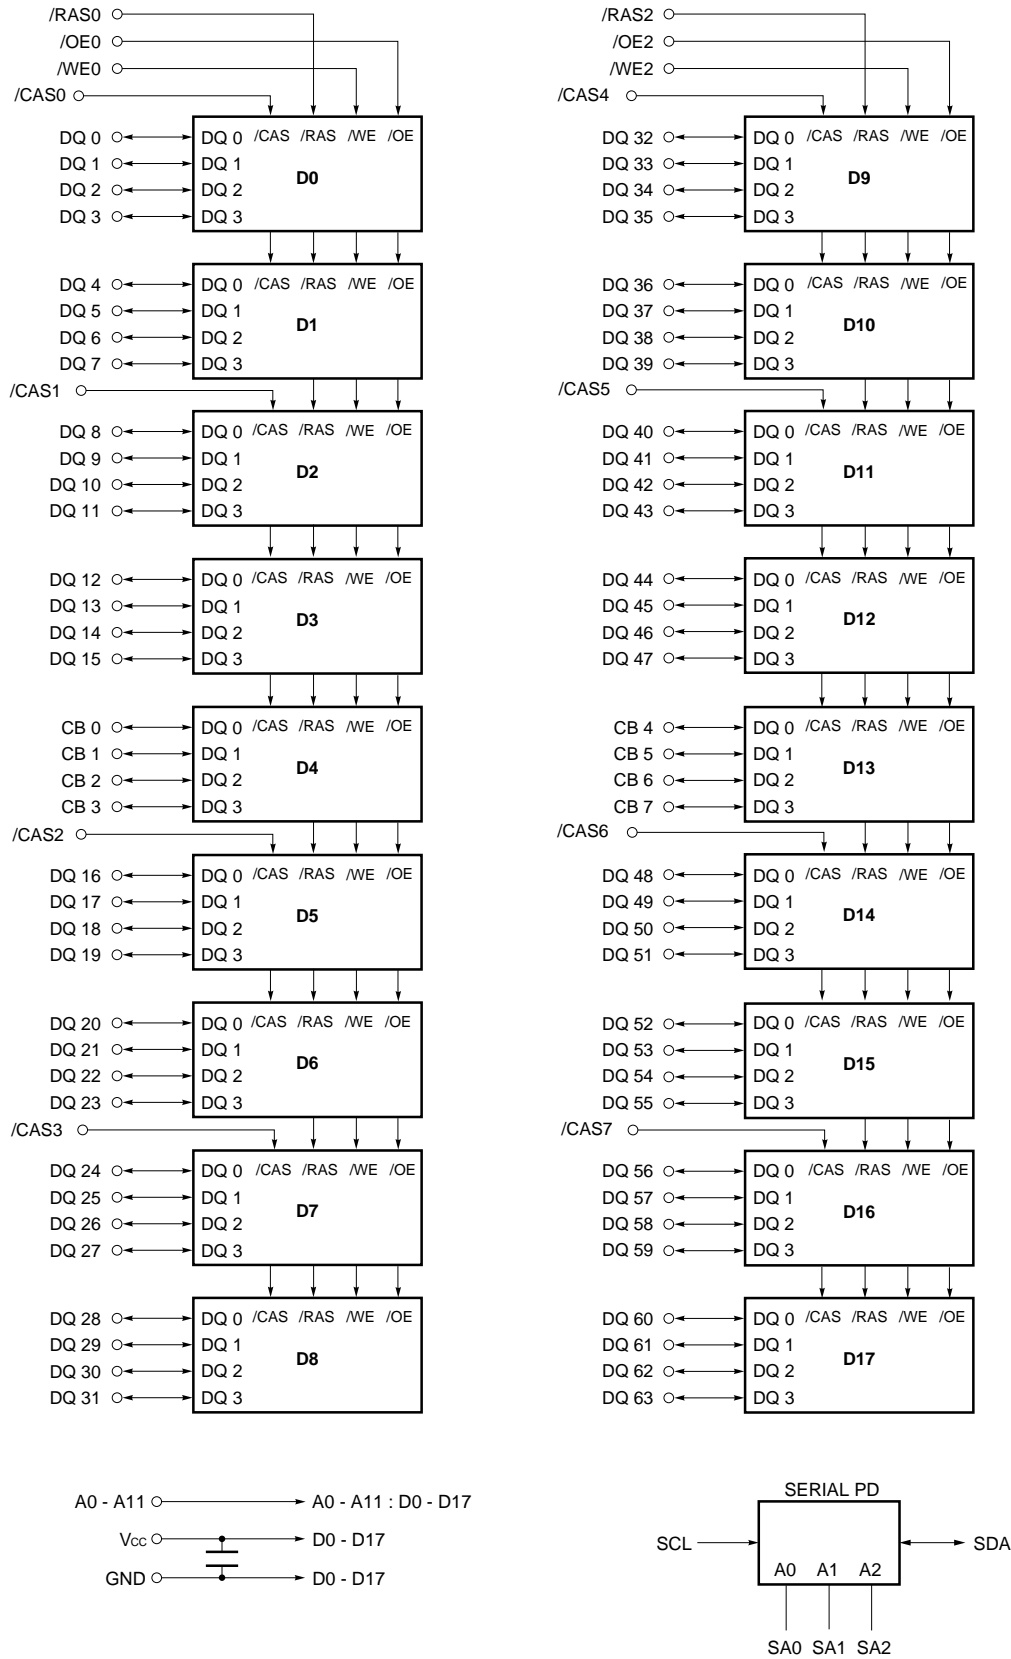 /RAS0
/OE0
/WE0
/CAS0
DQ 0 DQ 0 /CAS /RAS /WE /OE
DQ 1 DQ 1
D0
DQ 2 DQ 2
DQ 3 DQ 3
DQ 4 DQ 0 /CAS /RAS /WE /OE
DQ 5 DQ 1
D1
DQ 6 DQ 2
DQ 7 DQ 3
/CAS1
DQ 8 DQ 0 /CAS /RAS /WE /OE
DQ 9 DQ 1
D2
DQ 10 DQ 2
DQ 11 DQ 3
DQ 12 DQ 0 /CAS /RAS /WE /OE
DQ 13 DQ 1
D3
DQ 14 DQ 2
DQ 15 DQ 3
CB 0 DQ 0 /CAS /RAS /WE /OE
CB 1 DQ 1
D4
CB 2 DQ 2
CB 3 DQ 3
/CAS2
DQ 16 DQ 0 /CAS /RAS /WE /OE
DQ 17 DQ 1
D5
DQ 18 DQ 2
DQ 19 DQ 3
DQ 20 DQ 0 /CAS /RAS /WE /OE
DQ 21 DQ 1
D6
DQ 22 DQ 2
DQ 23 DQ 3
/CAS3
DQ 24 DQ 0 /CAS /RAS /WE /OE
DQ 25 DQ 1
D7
DQ 26 DQ 2
DQ 27 DQ 3
DQ 28 DQ 0 /CAS /RAS /WE /OE
DQ 29 DQ 1
D8
DQ 30 DQ 2
DQ 31 DQ 3
/RAS2
/OE2
/WE2
/CAS4
DQ 32 DQ 0 /CAS /RAS /WE /OE
DQ 33 DQ 1
D9
DQ 34 DQ 2
DQ 35 DQ 3
DQ 36 DQ 0 /CAS /RAS /WE /OE
DQ 37 DQ 1
D10
DQ 38 DQ 2
DQ 39 DQ 3
/CAS5
DQ 40 DQ 0 /CAS /RAS /WE /OE
DQ 41 DQ 1
D11
DQ 42 DQ 2
DQ 43 DQ 3
DQ 44 DQ 0 /CAS /RAS /WE /OE
DQ 45 DQ 1
D12
DQ 46 DQ 2
DQ 47 DQ 3
CB 4 DQ 0 /CAS /RAS /WE /OE
CB 5 DQ 1
D13
CB 6 DQ 2
CB 7 DQ 3
/CAS6
DQ 48 DQ 0 /CAS /RAS /WE /OE
DQ 49 DQ 1
D14
DQ 50 DQ 2
DQ 51 DQ 3
DQ 52 DQ 0 /CAS /RAS /WE /OE
DQ 53 DQ 1
D15
DQ 54 DQ 2
DQ 55 DQ 3
/CAS7
DQ 56 DQ 0 /CAS /RAS /WE /OE
DQ 57 DQ 1
D16
DQ 58 DQ 2
DQ 59 DQ 3
DQ 60 DQ 0 /CAS /RAS /WE /OE
DQ 61 DQ 1
D17
DQ 62 DQ 2
DQ 63 DQ 3
A0 - A11 A0 - A11 : D0 - D17
Vcc D0 - D17
GND D0 - D17
SERIAL PD
SCL SDA
A0 A1 A2
SA0 SA1 SA2